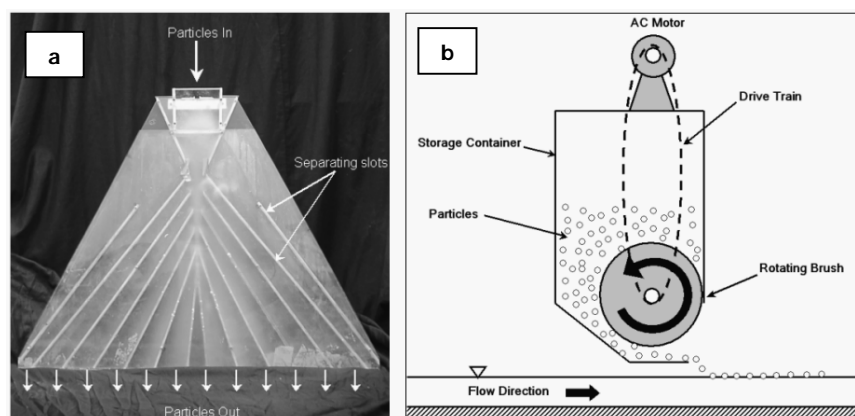 a
Particles In
Separating slots
Particles Out
b
AC Motor
Drive Train
Storage Container
Particles
Rotating Brush
Flow Direction